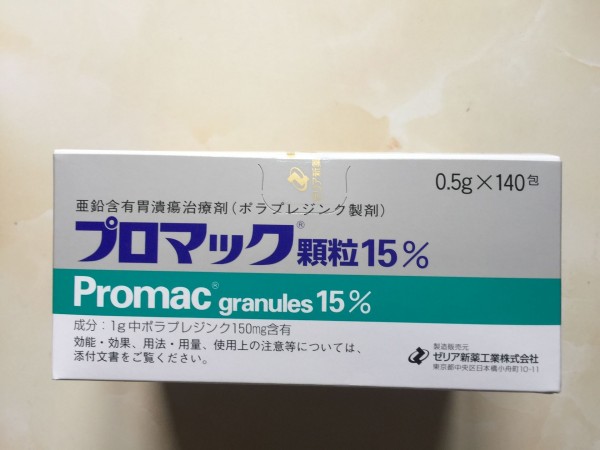 ゼリア新薬
0.5g×140包
亜鉛含有胃潰瘍治療剤(ポラプレジンク製剤)
プロマック®顆粒15%
Promac® granules 15%
成分:1g中ポラプレジンク150mg含有
効能・効果、用法・用量、使用上の注意等については、
添付文書をご覧ください。
製造販売元
ゼリア新薬工業株式会社
東京都中央区日本橋小舟町10-11